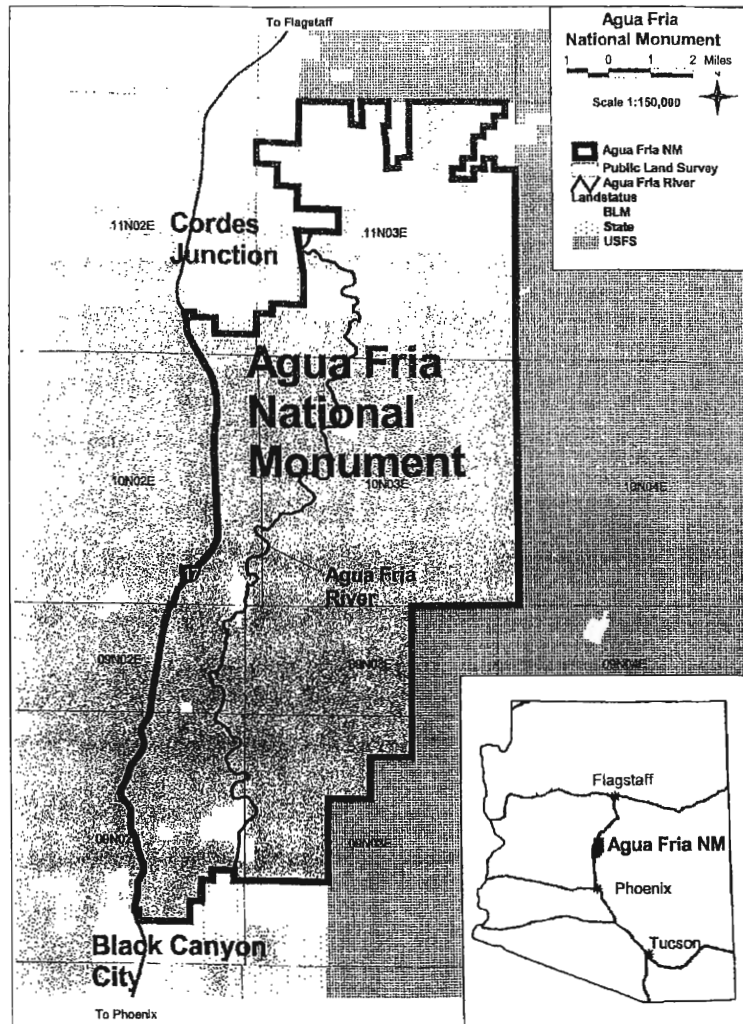 To Flagstaff
Agua Fria
National Monument
1 0 1 2 Miles
Scale 1:150,000
Agua Fria NM
Public Land Survey
Agua Fria River
Landstatus
BLM
State
USFS
11N02E
Cordes
Junction
11N03E
Agua Fria
National
Monument
10N02E
10N03E
10N04E
17
Agua Fria
River
09N02E
09N03E
09N04E
Flagstaff
Agua Fria NM
Phoenix
Tucson
Black Canyon
City
To Phoenix